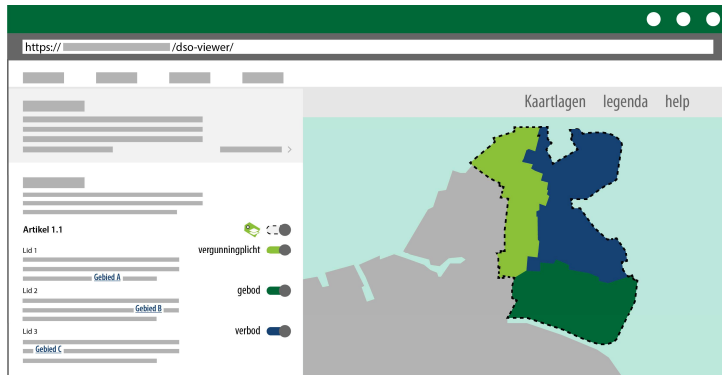 https:// /dso-viewer/
Kaartlagen legenda help
Artikel 1.1
Lid 1 vergunningplicht
Gebied A
Lid 2 gebod
Gebied B
Lid 3 verbod
Gebied C